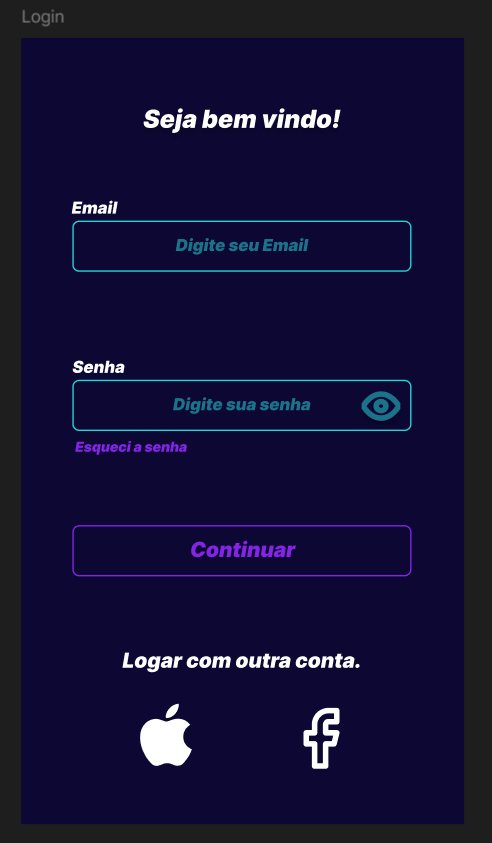 Login
Seja bem vindo!
Email
Digite seu Email
Senha
Digite sua senha
Esqueci a senha
Continuar
Logar com outra conta.